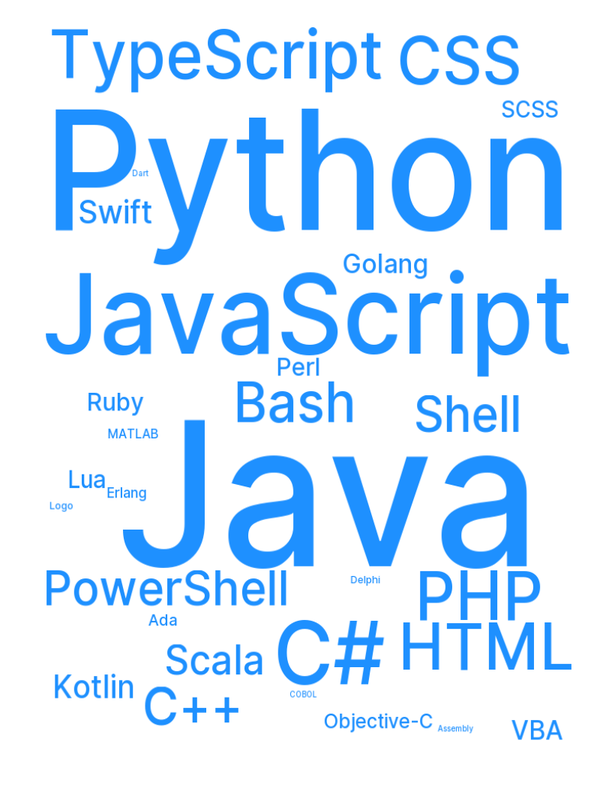 TypeScript
CSS
SCSS
Python
Dart
Swift
Golang
JavaScript
Perl
Bash
Ruby
Shell
MATLAB
Java
Lua
Erlang
Logo
PowerShell
Delphi
PHP
Ada
C#
HTML
Scala
Kotlin
COBOL
C++
Objective-C
Assembly
VBA